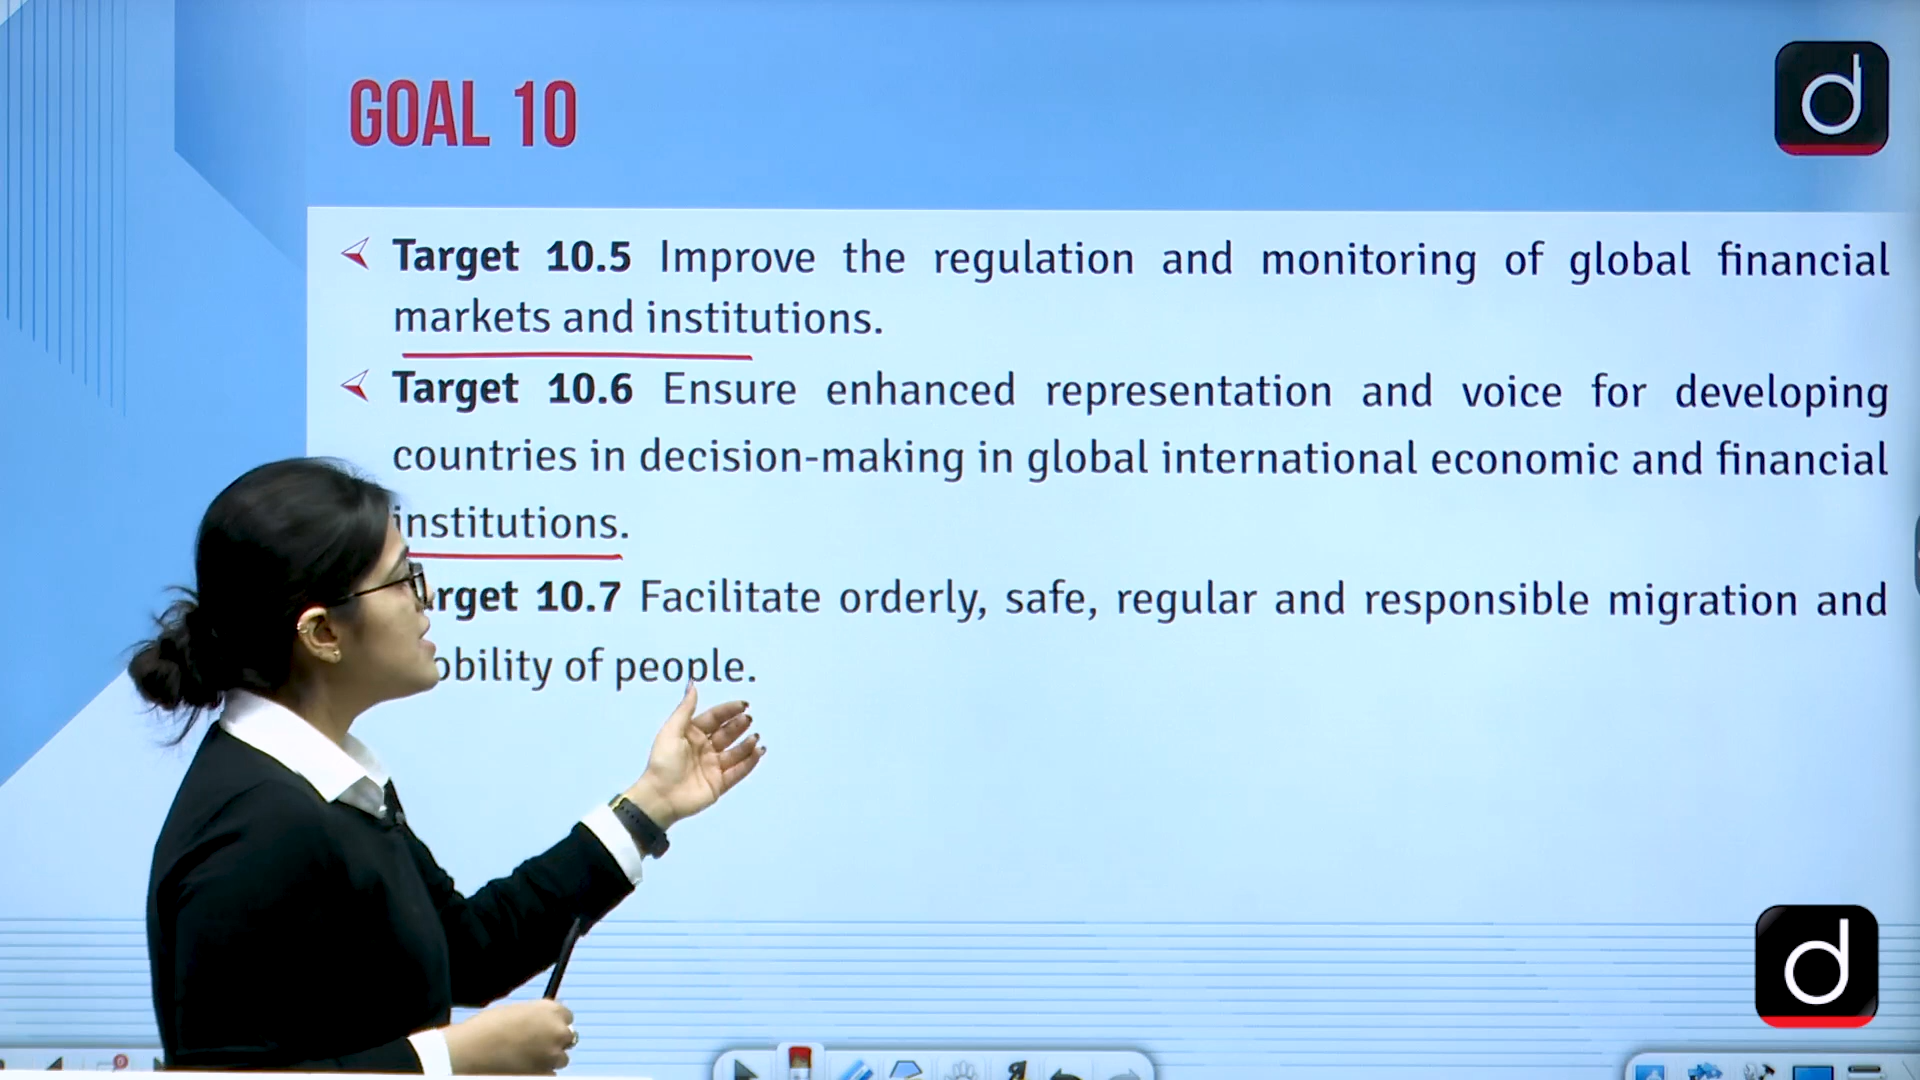 GOAL 10
d
Target 10.5 Improve the regulation and monitoring of global financial
markets and institutions.
Target 10.6 Ensure enhanced representation and voice for developing
countries in decision-making in global international economic and financial
institutions.
rget 10.7 Facilitate orderly, safe, regular and responsible migration and
obility of people.
d